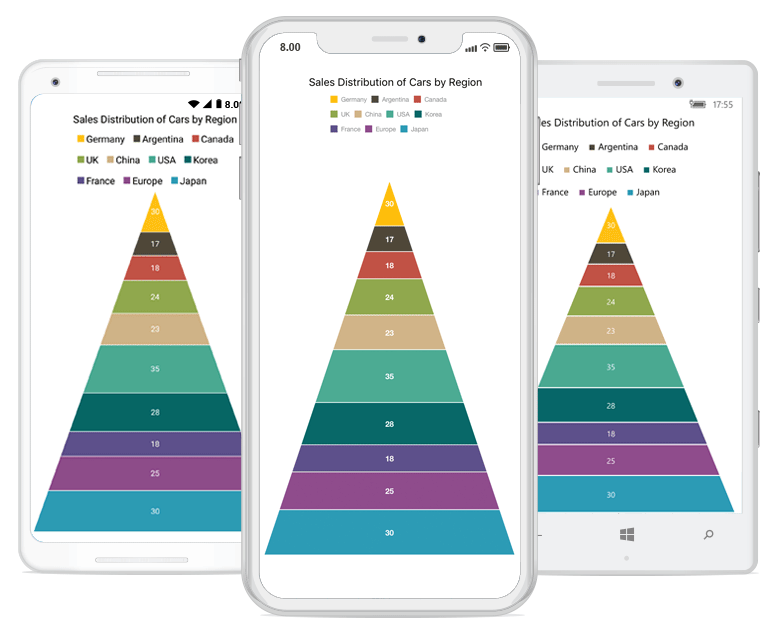 8.0
Sales Distribution of Cars by Region
Germany Argentina Canada
UK China USA Korea
France Europe Japan
30
17
18
24
23
35
28
18
25
30
8.00
Sales Distribution of Cars by Region
Germany Argentina Canada
UK China USA Korea
France Europe Japan
30
17
18
24
23
35
28
18
25
30
17:55
es Distribution of Cars by Region
Germany Argentina Canada
UK China USA Korea
France Europe Japan
30
17
18
24
23
35
28
18
25
30